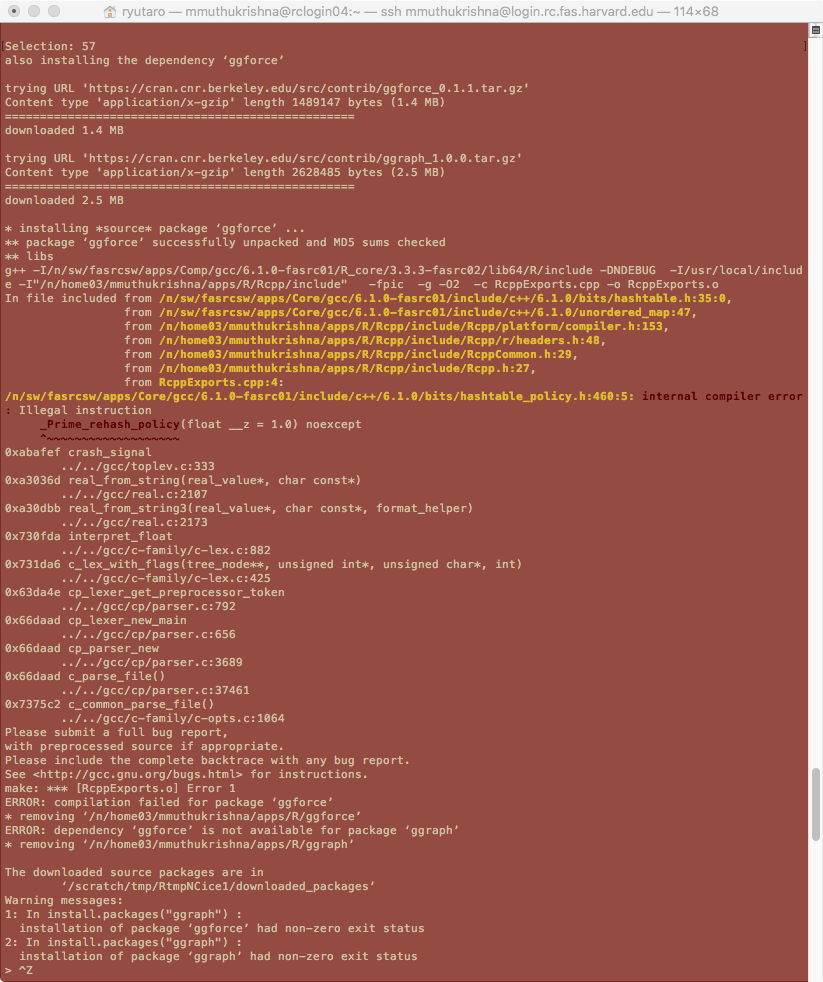 ryutaro — mmuthukrishna@rclogin04:~ — ssh mmuthukrishna@login.rc.fas.harvard.edu — 114×68
[Selection: 57 ]
also installing the dependency ‘ggforce’
trying URL 'https://cran.cnr.berkeley.edu/src/contrib/ggforce_0.1.1.tar.gz'
Content type 'application/x-gzip' length 1489147 bytes (1.4 MB)
==================================================
downloaded 1.4 MB
trying URL 'https://cran.cnr.berkeley.edu/src/contrib/ggraph_1.0.0.tar.gz'
Content type 'application/x-gzip' length 2628485 bytes (2.5 MB)
==================================================
downloaded 2.5 MB
* installing *source* package ‘ggforce’ ...
** package ‘ggforce’ successfully unpacked and MD5 sums checked
** libs
g++ -I/n/sw/fasrcsw/apps/Comp/gcc/6.1.0-fasrc01/R_core/3.3.3-fasrc02/lib64/R/include -DNDEBUG  -I/usr/local/includ
e -I"/n/home03/mmuthukrishna/apps/R/Rcpp/include"   -fpic  -g -O2  -c RcppExports.cpp -o RcppExports.o
In file included from /n/sw/fasrcsw/apps/Core/gcc/6.1.0-fasrc01/include/c++/6.1.0/bits/hashtable.h:35:0,
from /n/sw/fasrcsw/apps/Core/gcc/6.1.0-fasrc01/include/c++/6.1.0/unordered_map:47,
from /n/home03/mmuthukrishna/apps/R/Rcpp/include/Rcpp/platform/compiler.h:153,
from /n/home03/mmuthukrishna/apps/R/Rcpp/include/Rcpp/r/headers.h:48,
from /n/home03/mmuthukrishna/apps/R/Rcpp/include/RcppCommon.h:29,
from /n/home03/mmuthukrishna/apps/R/Rcpp/include/Rcpp.h:27,
from RcppExports.cpp:4:
/n/sw/fasrcsw/apps/Core/gcc/6.1.0-fasrc01/include/c++/6.1.0/bits/hashtable_policy.h:460:5: internal compiler error
: Illegal instruction
_Prime_rehash_policy(float __z = 1.0) noexcept
^~~~~~~~~~~~~~~~~~~~
0xabafef crash_signal
../../gcc/toplev.c:333
0xa3036d real_from_string(real_value*, char const*)
../../gcc/real.c:2107
0xa30dbb real_from_string3(real_value*, char const*, format_helper)
../../gcc/real.c:2173
0x730fda interpret_float
../../gcc/c-family/c-lex.c:882
0x731da6 c_lex_with_flags(tree_node**, unsigned int*, unsigned char*, int)
../../gcc/c-family/c-lex.c:425
0x63da4e cp_lexer_get_preprocessor_token
../../gcc/cp/parser.c:792
0x66daad cp_lexer_new_main
../../gcc/cp/parser.c:656
0x66daad cp_parser_new
../../gcc/cp/parser.c:3689
0x66daad c_parse_file()
../../gcc/cp/parser.c:37461
0x7375c2 c_common_parse_file()
../../gcc/c-family/c-opts.c:1064
Please submit a full bug report,
with preprocessed source if appropriate.
Please include the complete backtrace with any bug report.
See <http://gcc.gnu.org/bugs.html> for instructions.
make: *** [RcppExports.o] Error 1
ERROR: compilation failed for package ‘ggforce’
* removing ‘/n/home03/mmuthukrishna/apps/R/ggforce’
ERROR: dependency ‘ggforce’ is not available for package ‘ggraph’
* removing ‘/n/home03/mmuthukrishna/apps/R/ggraph’
The downloaded source packages are in
‘/scratch/tmp/RtmpNCice1/downloaded_packages’
Warning messages:
1: In install.packages("ggraph") :
installation of package ‘ggforce’ had non-zero exit status
2: In install.packages("ggraph") :
installation of package ‘ggraph’ had non-zero exit status
> ^Z